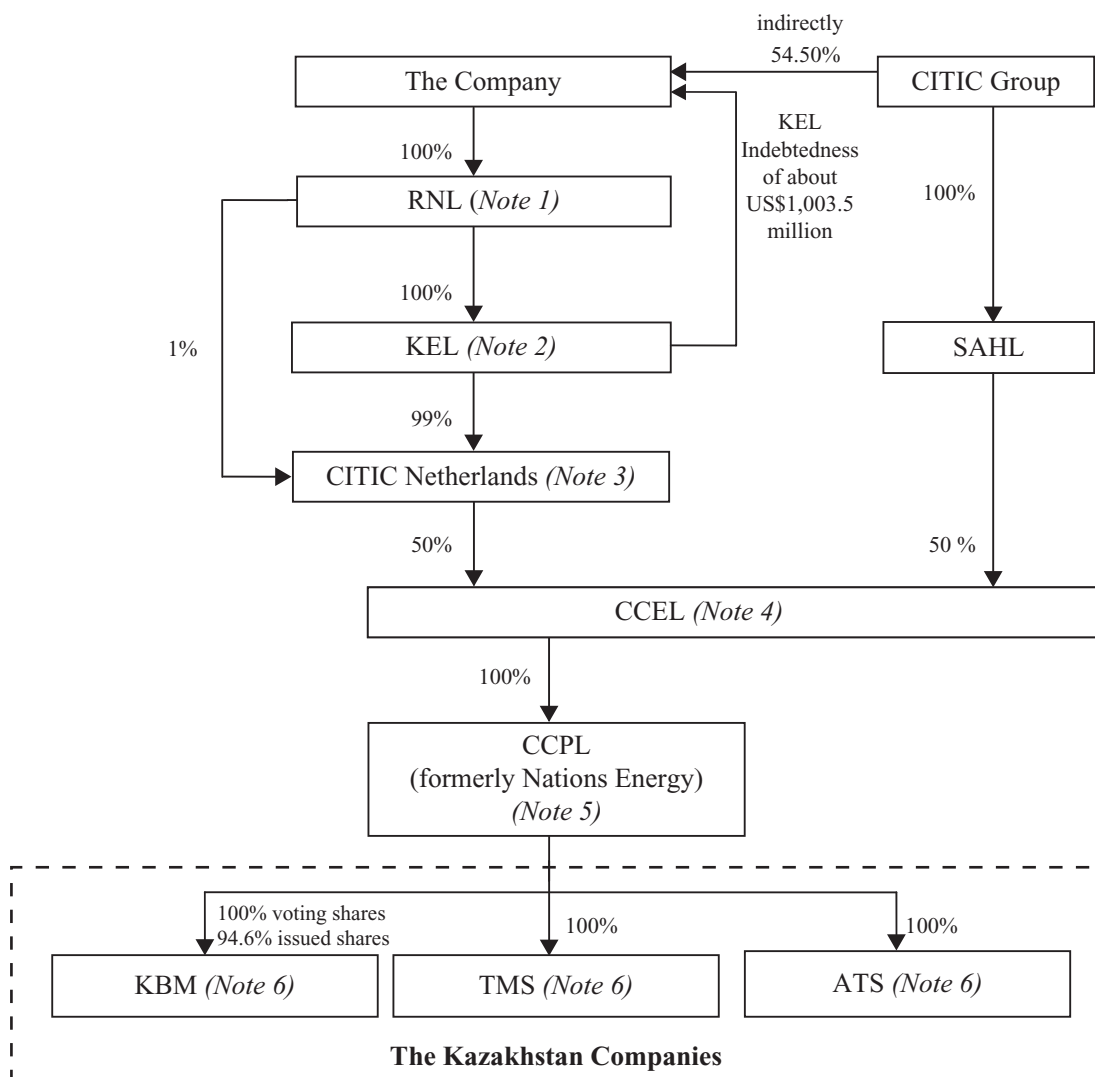 indirectly
54.50%
The Company
CITIC Group
KEL
Indebtedness
of about
US$1,003.5
million
100%
100%
RNL (Note 1)
100%
1%
KEL (Note 2)
SAHL
99%
CITIC Netherlands (Note 3)
50%
50 %
CCEL (Note 4)
100%
CCPL
(formerly Nations Energy)
(Note 5)
100% voting shares
94.6% issued shares
100%
100%
KBM (Note 6)
TMS (Note 6)
ATS (Note 6)
The Kazakhstan Companies